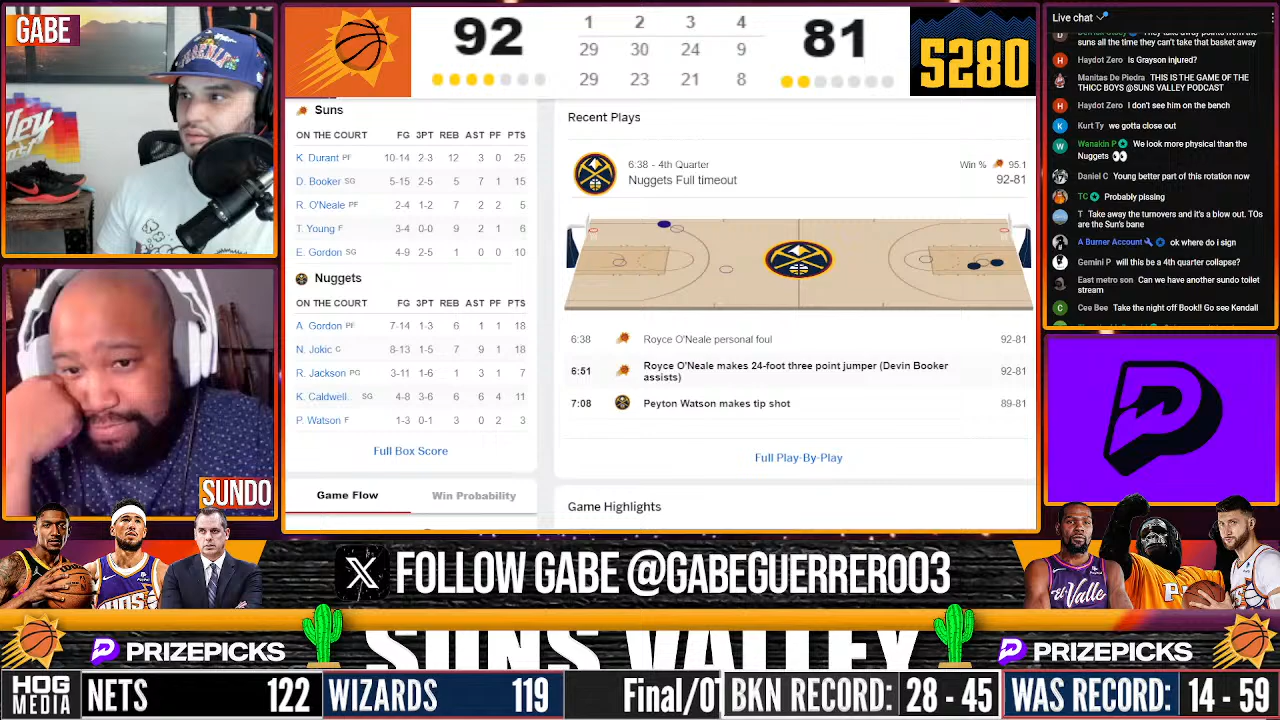 GABE
92
1 2 3 4
29 30 24 9
29 23 21 8
81
5280
Suns
ON THE COURT FG 3PT REB AST PF PTS
K. Durant PF 10-14 2-3 12 3 0 25
D. Booker SG 5-15 2-5 5 7 1 15
R. O'Neale PF 2-4 1-2 7 2 2 5
T. Young F 3-4 0-0 9 2 1 6
E. Gordon SG 4-9 2-5 1 0 0 10
Nuggets
ON THE COURT FG 3PT REB AST PF PTS
A. Gordon PF 7-14 1-3 6 1 1 18
N. Jokic C 8-13 1-5 7 9 1 18
R. Jackson PG 3-11 1-6 1 3 1 7
K. Caldwell.. SG 4-8 3-6 6 6 4 11
P. Watson F 1-3 0-1 3 0 2 3
Full Box Score
Game Flow Win Probability
Recent Plays
6:38 - 4th Quarter
Nuggets Full timeout
Win % 95.1
92-81
6:38 Royce O'Neale personal foul 92-81
6:51 Royce O'Neale makes 24-foot three point jumper (Devin Booker
assists) 92-81
7:08 Peyton Watson makes tip shot 89-81
Full Play-By-Play
Game Highlights
Live chat
suns all the time they can't take that basket away
Haydot Zero Is Grayson injured?
Manitas De Piedra THIS IS THE GAME OF THE
THICC BOYS @SUNS VALLEY PODCAST
Haydot Zero I don't see him on the bench
Kurt Ty we gotta close out
Wanakin P We look more physical than the
Nuggets 👀
Daniel C Young better part of this rotation now
TC Probably pissing
T Take away the turnovers and it's a blow out. TOs
are the Sun's bane
A Burner Account ok where do i sign
Gemini P will this be a 4th quarter collapse?
East metro son Can we have another sundo toilet
stream
Cee Bee Take the night off Book!! Go see Kendall
SUNDO
FOLLOW GABE @GABEGUERRERO03
PRIZEPICKS
SUNS VALLEY
PRIZEPICKS
HOG
MEDIA
NETS 122
WIZARDS 119
Final/OT
BKN RECORD: 28 - 45
WAS RECORD: 14 - 59